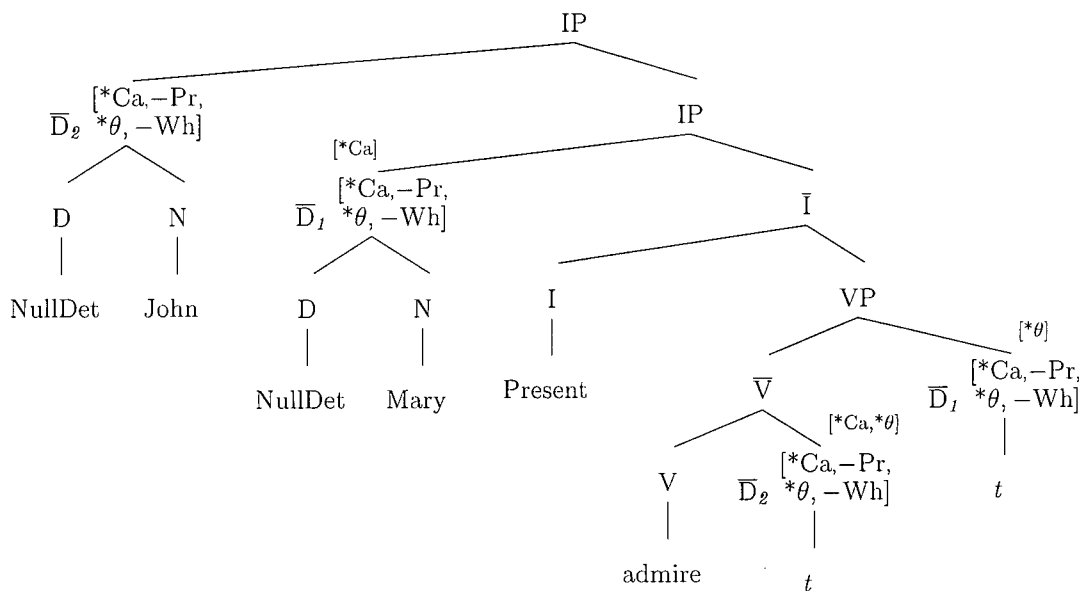 IP
[*Ca,−Pr,
D̅₂ *θ, −Wh]
IP
[*Ca]
[*Ca,−Pr,
D̅₁ *θ, −Wh]
D N
I̅
NullDet John
D N
I
VP
[*θ]
NullDet Mary
Present
V̅
[*Ca,−Pr,
D̅₁ *θ, −Wh]
[*Ca,*θ]
V
[*Ca,−Pr,
D̅₂ *θ, −Wh]
t
admire
t